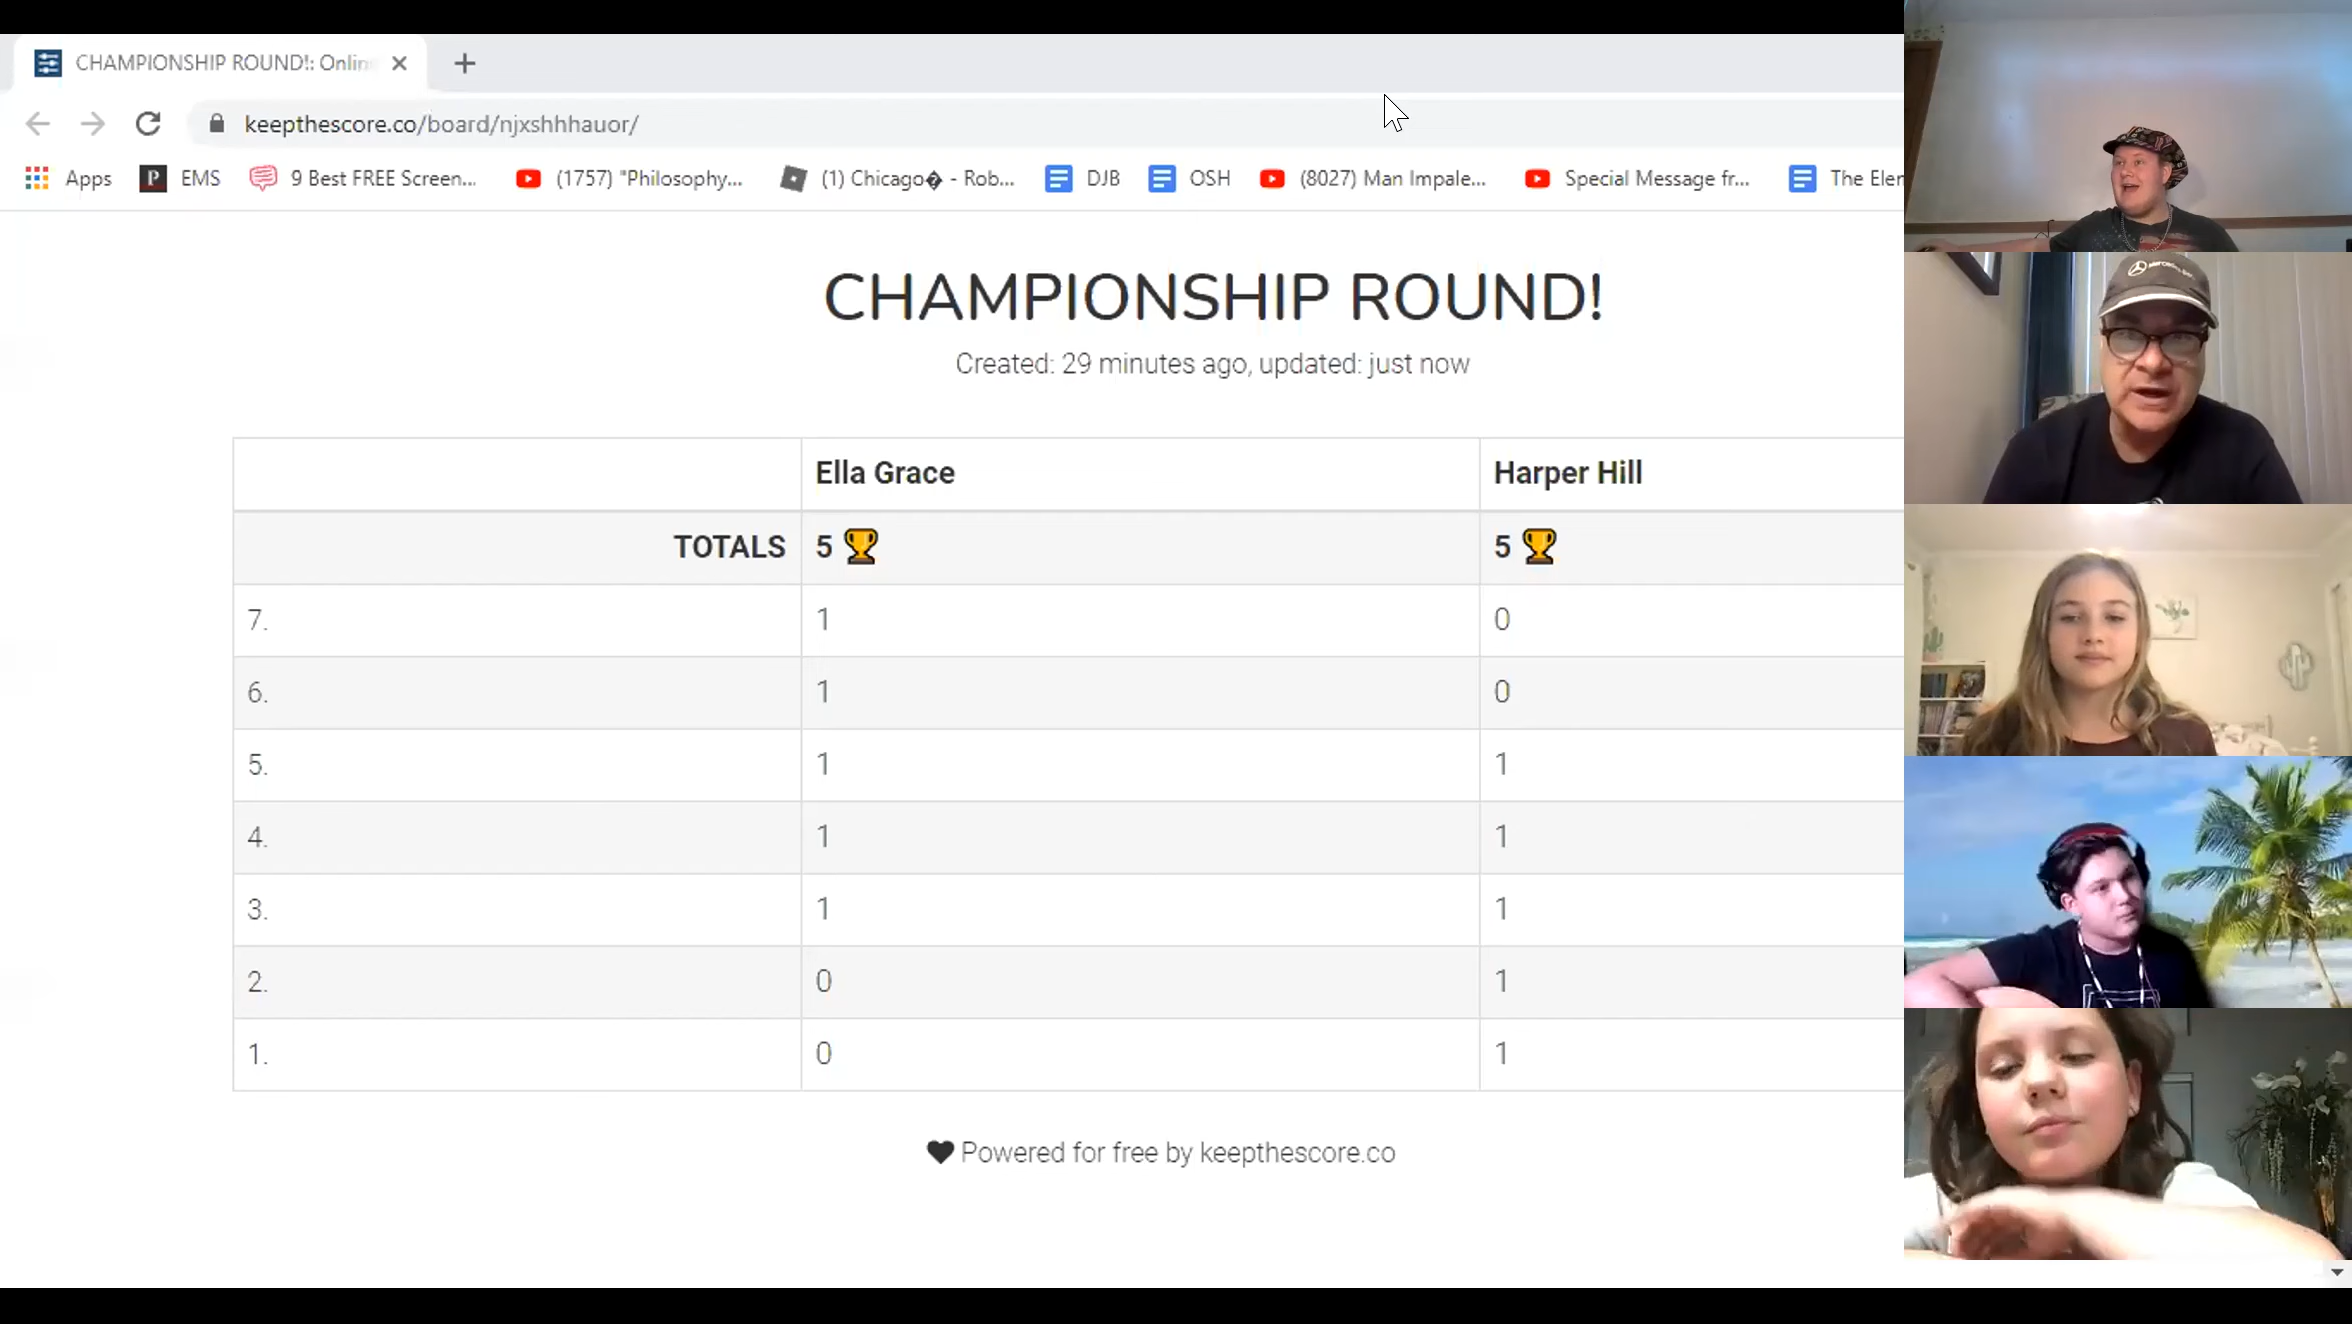 CHAMPIONSHIP ROUND!: Onlin
keepthescore.co/board/njxshhhauor/
Apps EMS 9 Best FREE Screen... (1757) "Philosophy... (1) Chicago� - Rob... DJB OSH (8027) Man Impale... Special Message fr... The Eler
CHAMPIONSHIP ROUND!
Created: 29 minutes ago, updated: just now
Ella Grace Harper Hill
TOTALS 5 🏆 5 🏆
7. 1 0
6. 1 0
5. 1 1
4. 1 1
3. 1 1
2. 0 1
1. 0 1
Powered for free by keepthescore.co